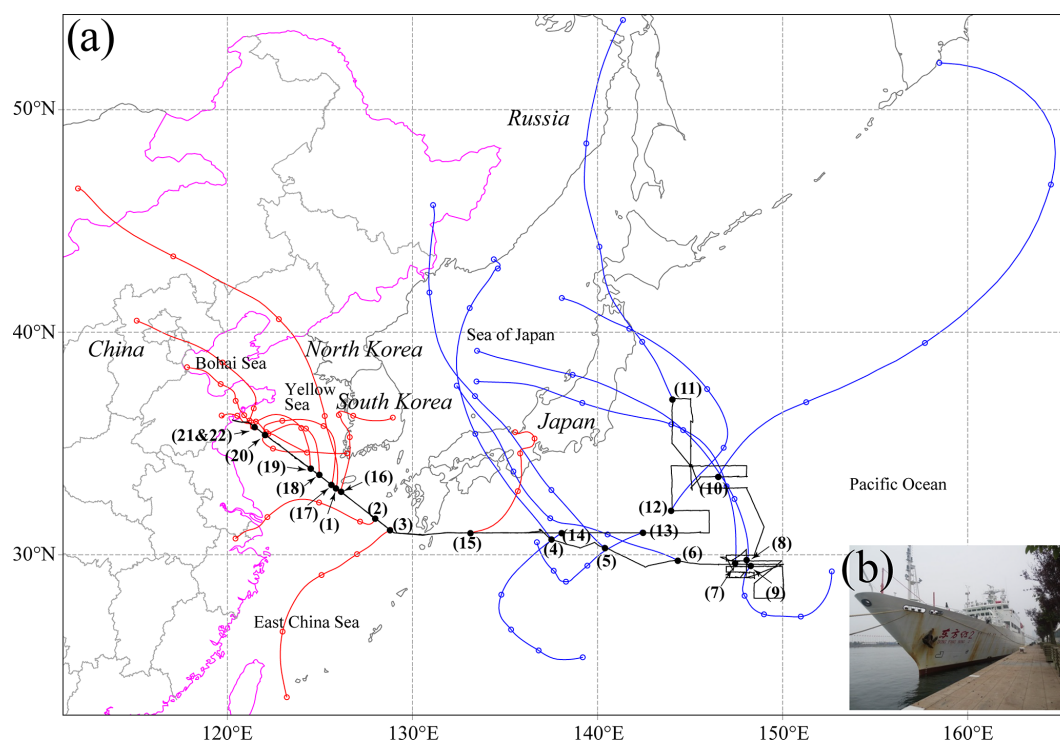 (a)
50°N
Russia
40°N
China
Bohai Sea
North Korea
Sea of Japan
Yellow
Sea
South Korea
Japan
(11)
(21&22)
(20)
(19)
(18)
(17)
(1)
(16)
(2)
(3)
(10)
Pacific Ocean
(12)
30°N
(15)
(14)
(13)
(4)
(5)
(6)
(7)
(8)
(9)
(b)
East China Sea
120°E
130°E
140°E
150°E
160°E